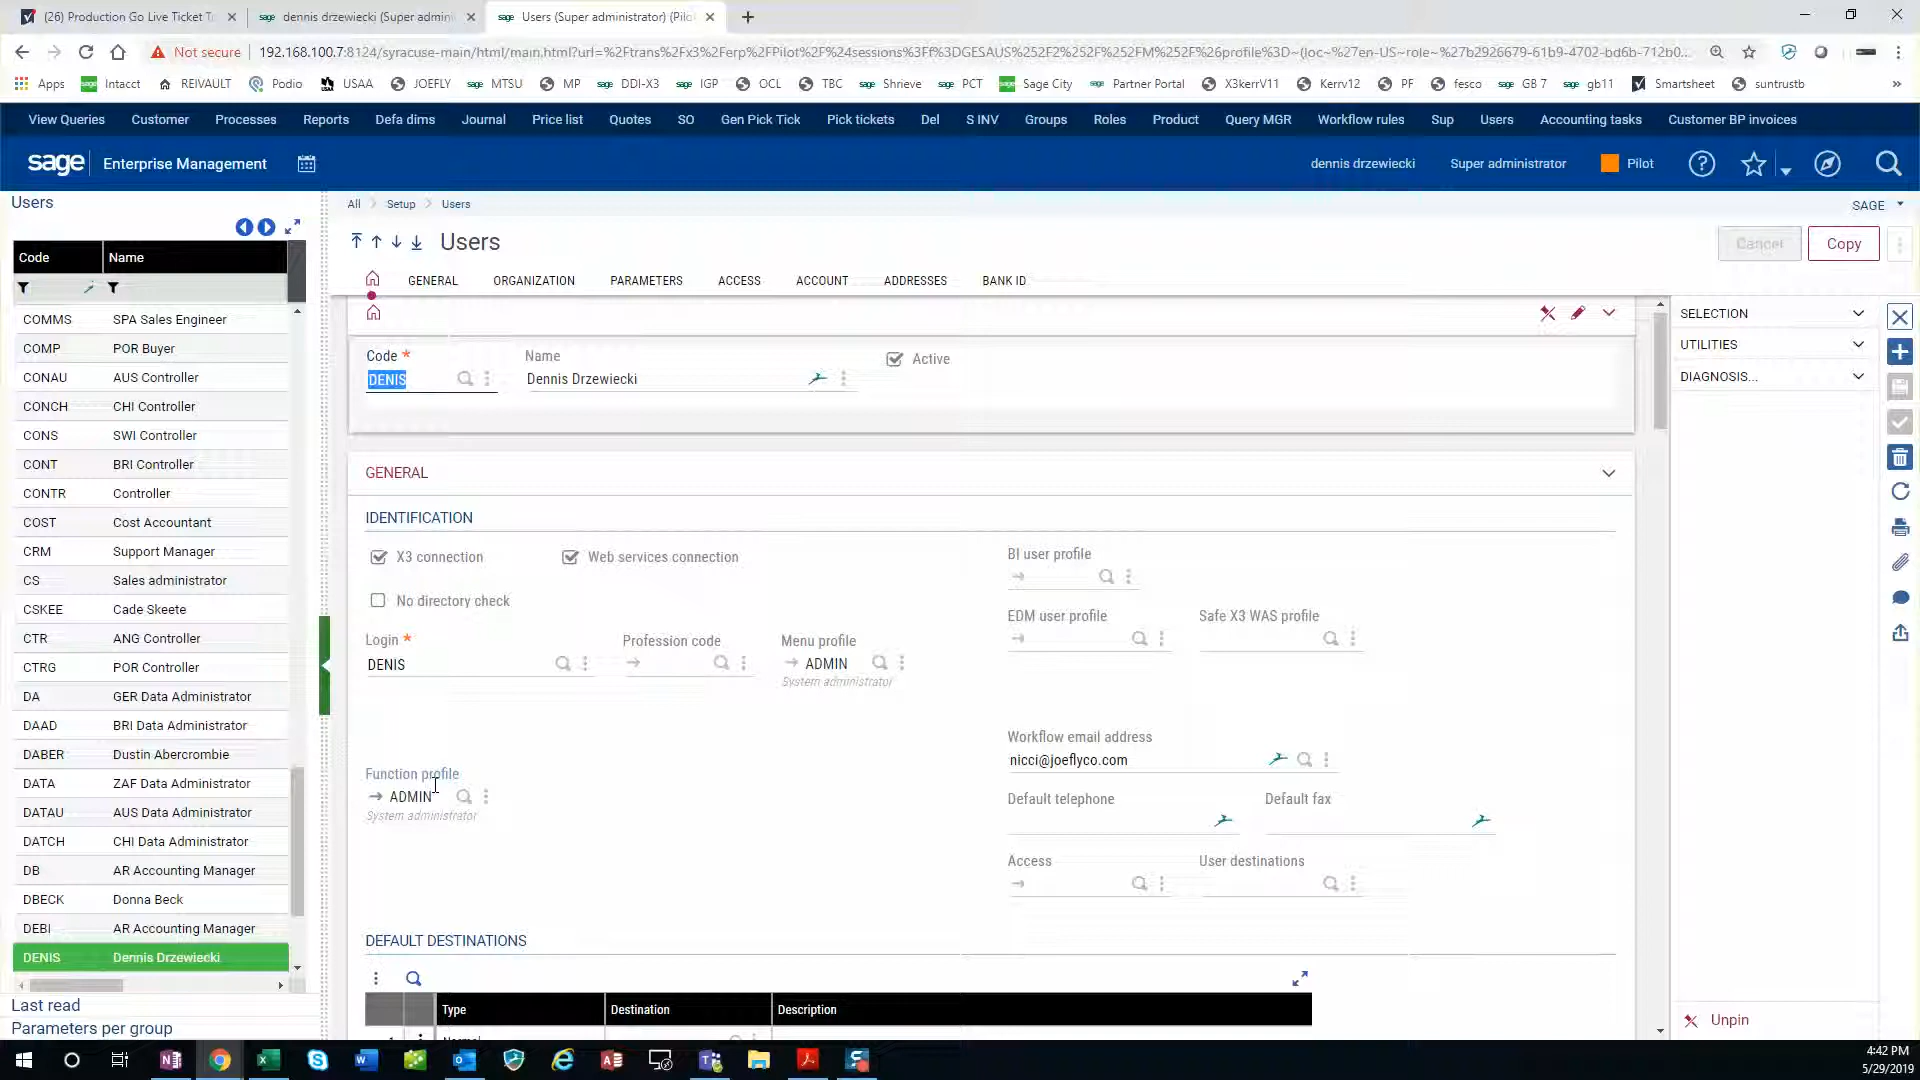 (26) Production Go Live Ticket T
sage dennis drzewiecki (Super admini
sage Users (Super administrator) (Pilo
Not secure 192.168.100.7:8124/syracuse-main/html/main.html?url=%2Ftrans%2Fx3%2Ferp%2FPilot%2F%24sessions%3Ff%3DGESAUS%252F2%252F%252FM%252F%26profile%3D~(loc~%27en-US~role~%27b2926679-61b9-4702-bd6b-712b0...
Apps Intacct REIVAULT Podio USAA JOEFLY MTSU MP DDI-X3 IGP OCL TBC Shrieve PCT Sage City Partner Portal X3kerrV11 Kerrv12 PF fesco GB 7 gb11 Smartsheet suntrustb »
View Queries Customer Processes Reports Defa dims Journal Price list Quotes SO Gen Pick Tick Pick tickets Del S INV Groups Roles Product Query MGR Workflow rules Sup Users Accounting tasks Customer BP invoices
sage Enterprise Management dennis drzewiecki Super administrator Pilot
Users
All Setup Users SAGE
Users Cancel Copy
Code Name
GENERAL ORGANIZATION PARAMETERS ACCESS ACCOUNT ADDRESSES BANK ID
COMMS SPA Sales Engineer
COMP POR Buyer
CONAU AUS Controller
CONCH CHI Controller
CONS SWI Controller
CONT BRI Controller
CONTR Controller
COST Cost Accountant
CRM Support Manager
CS Sales administrator
CSKEE Cade Skeete
CTR ANG Controller
CTRG POR Controller
DA GER Data Administrator
DAAD BRI Data Administrator
DABER Dustin Abercrombie
DATA ZAF Data Administrator
DATAU AUS Data Administrator
DATCH CHI Data Administrator
DB AR Accounting Manager
DBECK Donna Beck
DEBI AR Accounting Manager
DENIS Dennis Drzewiecki
Last read
Parameters per group
Code * Name Active
DENIS Dennis Drzewiecki
GENERAL
IDENTIFICATION
X3 connection Web services connection
No directory check
Login * Profession code Menu profile
DENIS ADMIN
System administrator
Function profile
ADMIN
System administrator
BI user profile
EDM user profile Safe X3 WAS profile
Workflow email address
nicci@joeflyco.com
Default telephone Default fax
Access User destinations
DEFAULT DESTINATIONS
Type Destination Description
SELECTION
UTILITIES
DIAGNOSIS...
Unpin
4:42 PM
5/29/2019